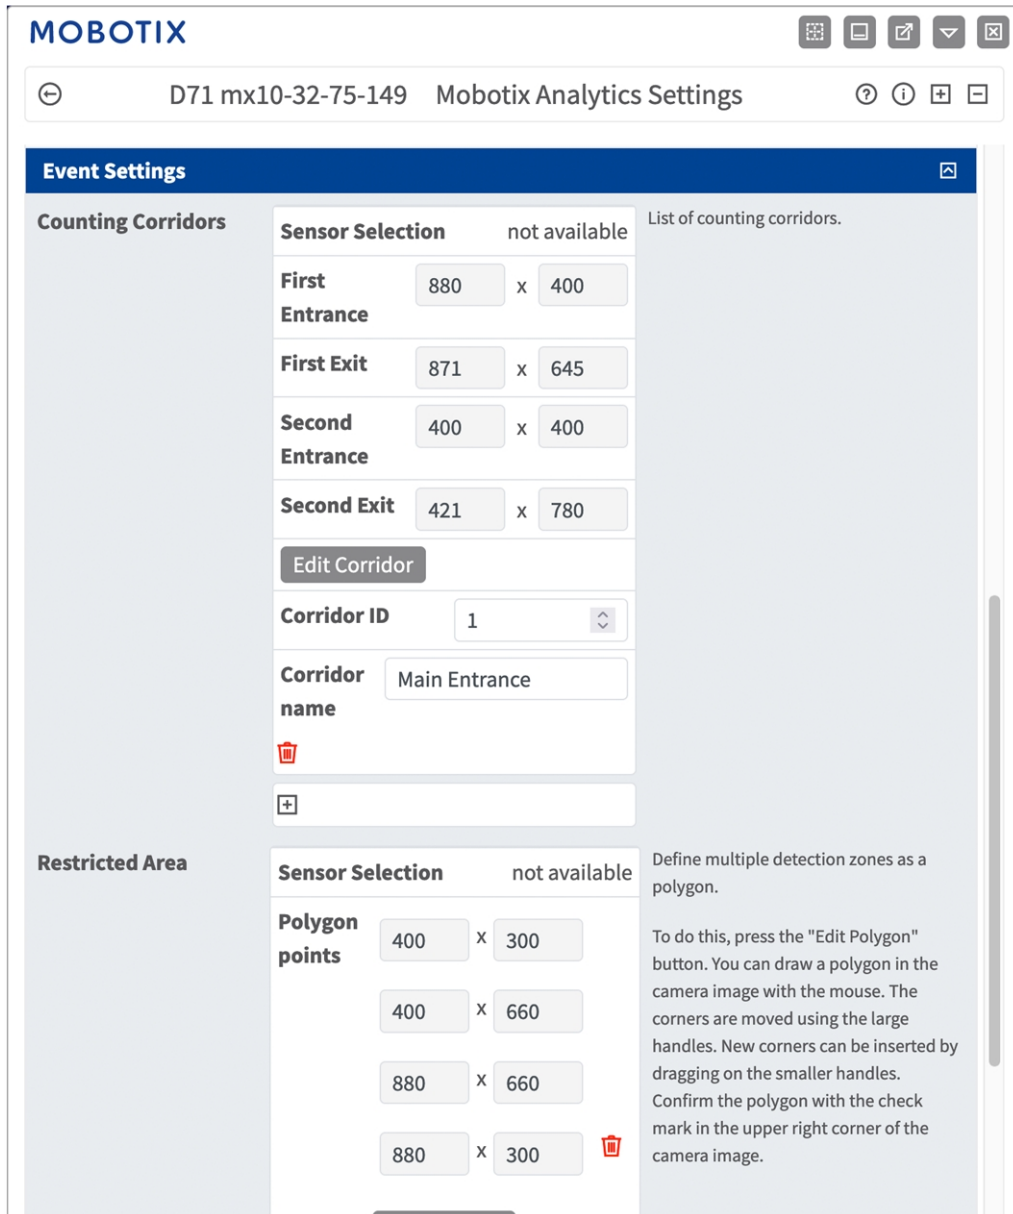 MOBOTIX
D71 mx10-32-75-149 Mobotix Analytics Settings
Event Settings
Counting Corridors
Sensor Selection not available
First Entrance 880 x 400
First Exit 871 x 645
Second Entrance 400 x 400
Second Exit 421 x 780
Edit Corridor
Corridor ID 1
Corridor name Main Entrance
List of counting corridors.
Restricted Area
Sensor Selection not available
Polygon points
400 x 300
400 x 660
880 x 660
880 x 300
Define multiple detection zones as a
polygon.
To do this, press the "Edit Polygon"
button. You can draw a polygon in the
camera image with the mouse. The
corners are moved using the large
handles. New corners can be inserted by
dragging on the smaller handles.
Confirm the polygon with the check
mark in the upper right corner of the
camera image.